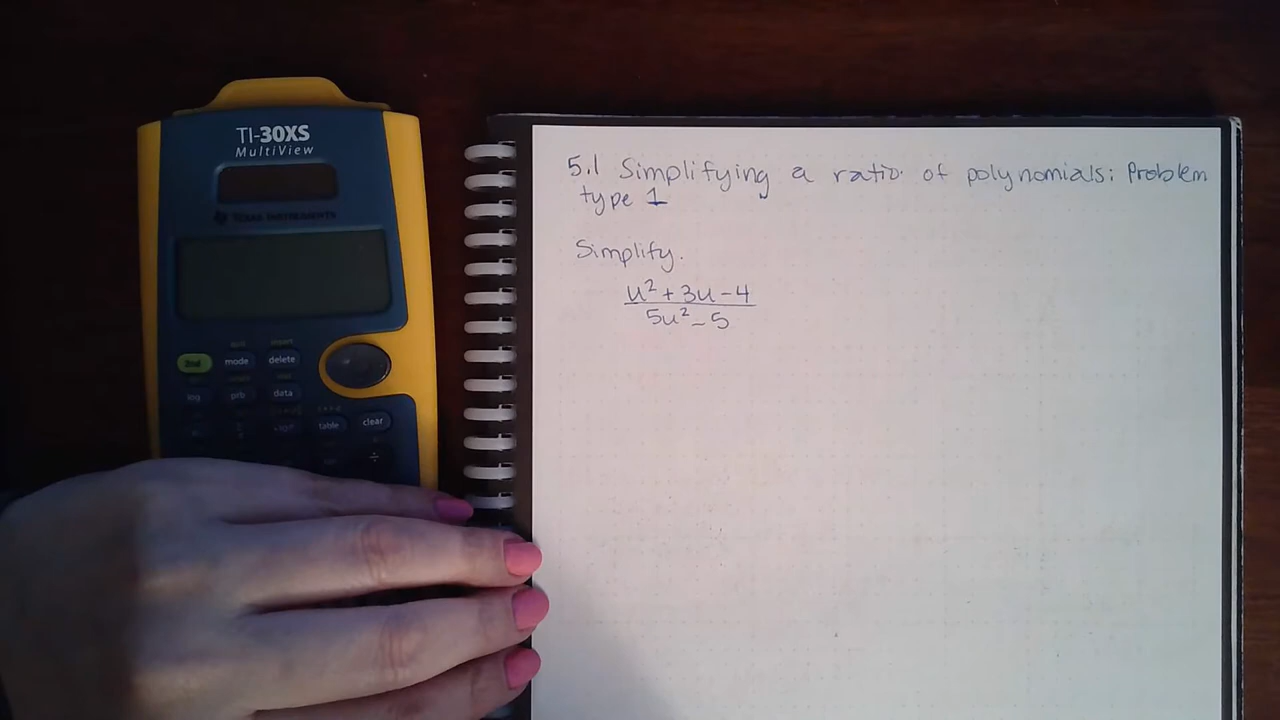 TI-30XS
MultiView
TEXAS INSTRUMENTS
5.1 Simplifying a ratio of polynomials: Problem
type 1
Simplify.
u² + 3u - 4
5u² - 5
2nd mode delete
log prb data
table clear
÷